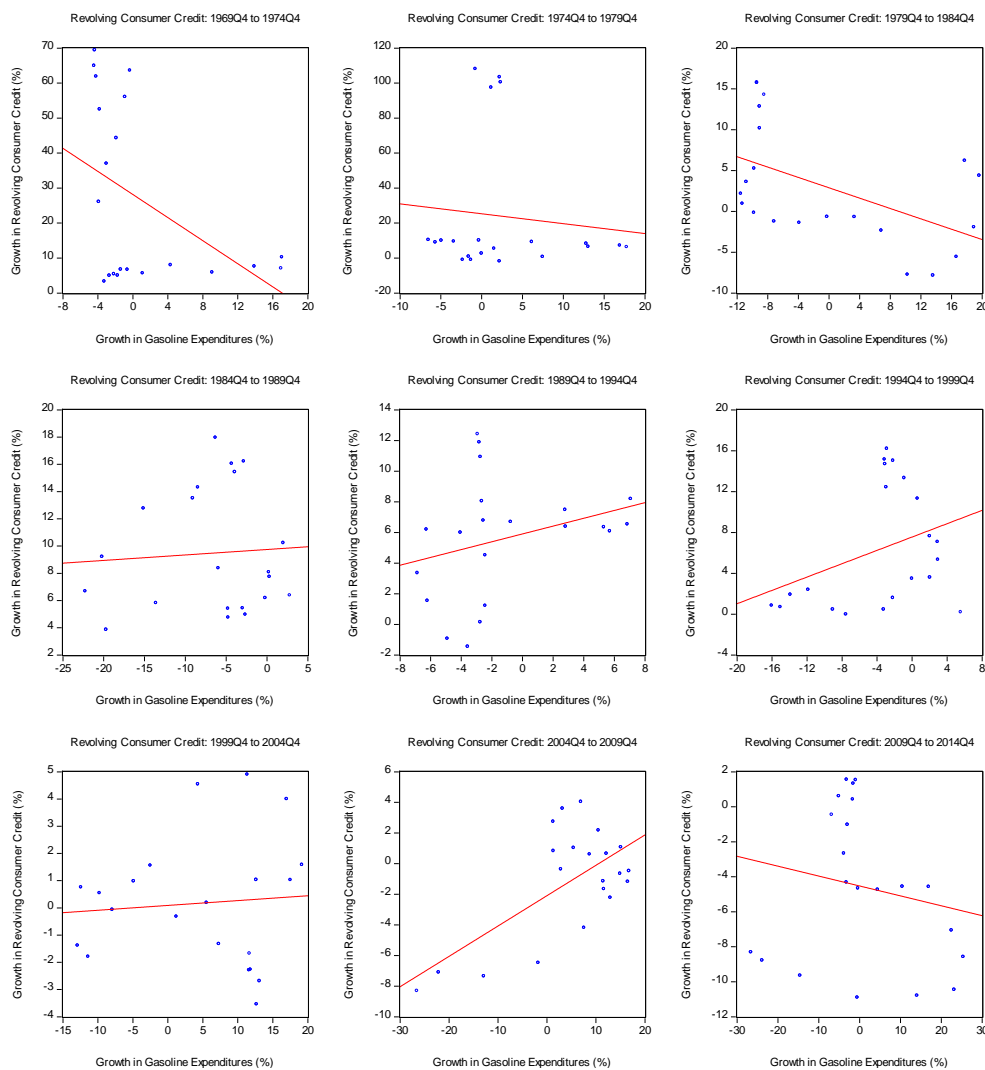 Revolving Consumer Credit: 1969Q4 to 1974Q4
70
60
50
40
30
20
10
0
-8 -4 0 4 8 12 16 20
Growth in Revolving Consumer Credit (%)
Growth in Gasoline Expenditures (%)
Revolving Consumer Credit: 1974Q4 to 1979Q4
120
100
80
60
40
20
0
-20
-10 -5 0 5 10 15 20
Growth in Revolving Consumer Credit (%)
Growth in Gasoline Expenditures (%)
Revolving Consumer Credit: 1979Q4 to 1984Q4
20
15
10
5
0
-5
-10
-12 -8 -4 0 4 8 12 16 20
Growth in Revolving Consumer Credit (%)
Growth in Gasoline Expenditures (%)
Revolving Consumer Credit: 1984Q4 to 1989Q4
20
18
16
14
12
10
8
6
4
2
-25 -20 -15 -10 -5 0 5
Growth in Revolving Consumer Credit (%)
Growth in Gasoline Expenditures (%)
Revolving Consumer Credit: 1989Q4 to 1994Q4
14
12
10
8
6
4
2
0
-2
-8 -6 -4 -2 0 2 4 6 8
Growth in Revolving Consumer Credit (%)
Growth in Gasoline Expenditures (%)
Revolving Consumer Credit: 1994Q4 to 1999Q4
20
16
12
8
4
0
-4
-20 -16 -12 -8 -4 0 4 8
Growth in Revolving Consumer Credit (%)
Growth in Gasoline Expenditures (%)
Revolving Consumer Credit: 1999Q4 to 2004Q4
5
4
3
2
1
0
-1
-2
-3
-4
-15 -10 -5 0 5 10 15 20
Growth in Revolving Consumer Credit (%)
Growth in Gasoline Expenditures (%)
Revolving Consumer Credit: 2004Q4 to 2009Q4
6
4
2
0
-2
-4
-6
-8
-10
-30 -20 -10 0 10 20
Growth in Revolving Consumer Credit (%)
Growth in Gasoline Expenditures (%)
Revolving Consumer Credit: 2009Q4 to 2014Q4
2
0
-2
-4
-6
-8
-10
-12
-30 -20 -10 0 10 20 30
Growth in Revolving Consumer Credit (%)
Growth in Gasoline Expenditures (%)